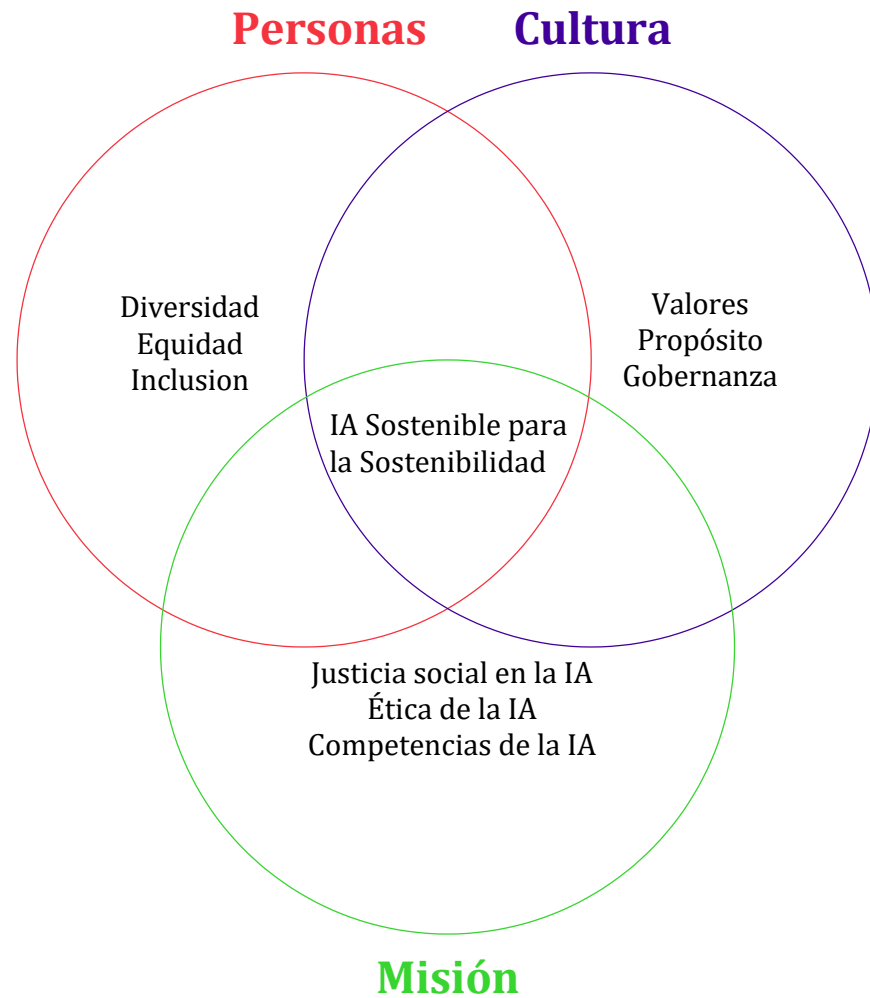 Personas
Cultura
Diversidad
Equidad
Inclusion
Valores
Propósito
Gobernanza
IA Sostenible para
la Sostenibilidad
Justicia social en la IA
Ética de la IA
Competencias de la IA
Misión